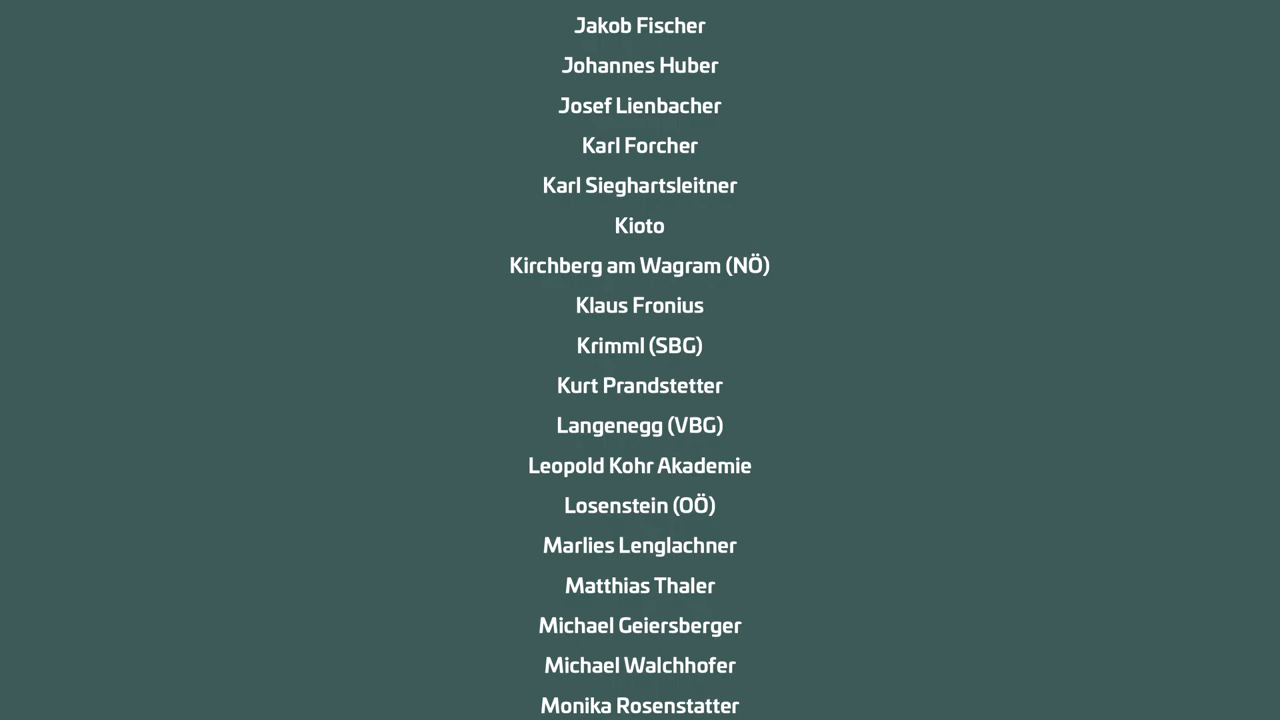 Jakob Fischer
Johannes Huber
Josef Lienbacher
Karl Forcher
Karl Sieghartsleitner
Kioto
Kirchberg am Wagram (NÖ)
Klaus Fronius
Krimml (SBG)
Kurt Prandstetter
Langenegg (VBG)
Leopold Kohr Akademie
Losenstein (OÖ)
Marlies Lenglachner
Matthias Thaler
Michael Geiersberger
Michael Walchhofer
Monika Rosenstatter